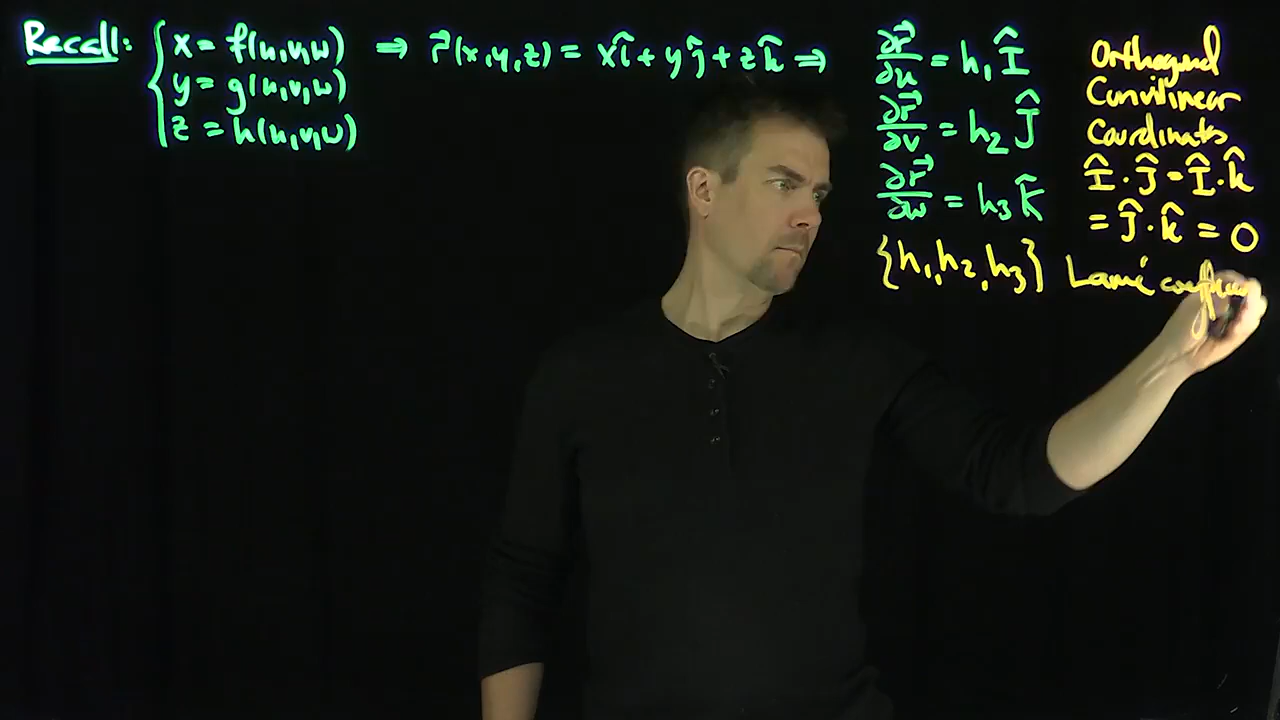 Recall: { x = f(u,v,w) ⇒ r⃗(x,y,z) = xî + yĵ + zk̂ ⇒ ∂r⃗/∂u = h₁Î
y = g(u,v,w)
z = h(u,v,w)
∂r⃗/∂v = h₂Ĵ
∂r⃗/∂w = h₃K̂
{h₁, h₂, h₃} Lamé
Orthogonal
Curvilinear
Coordinates
Î · Ĵ = Î · K̂
= Ĵ · K̂ = 0